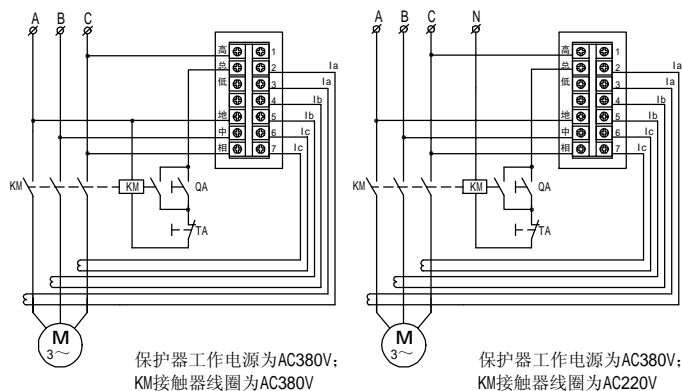 A B C
高 1
总 2 Ia
低 3 Ia
4 Ib
地 5 Ib
中 6 Ic
相 7 Ic
KM KM QA
TA
M
3～
保护器工作电源为AC380V；
KM接触器线圈为AC380V
A B C N
高 1
总 2 Ia
低 3 Ia
4 Ib
地 5 Ib
中 6 Ic
相 7 Ic
KM KM QA
TA
M
3～
保护器工作电源为AC380V；
KM接触器线圈为AC220V